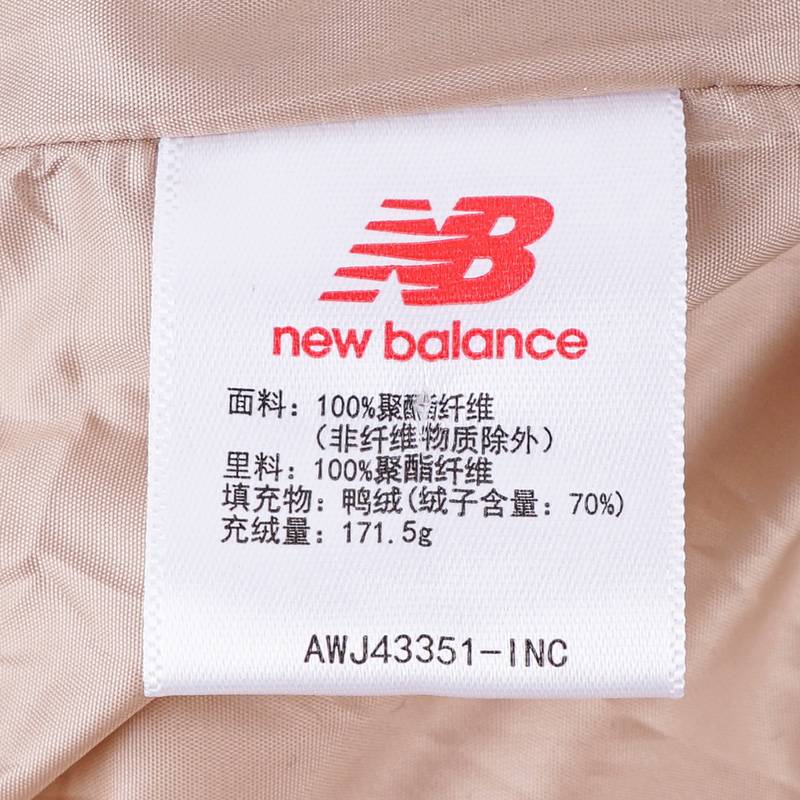 NB
new balance
面料：100%聚酯纤维
（非纤维物质除外）
里料：100%聚酯纤维
填充物：鸭绒(绒子含量：70%)
充绒量：171.5g
AWJ43351-INC